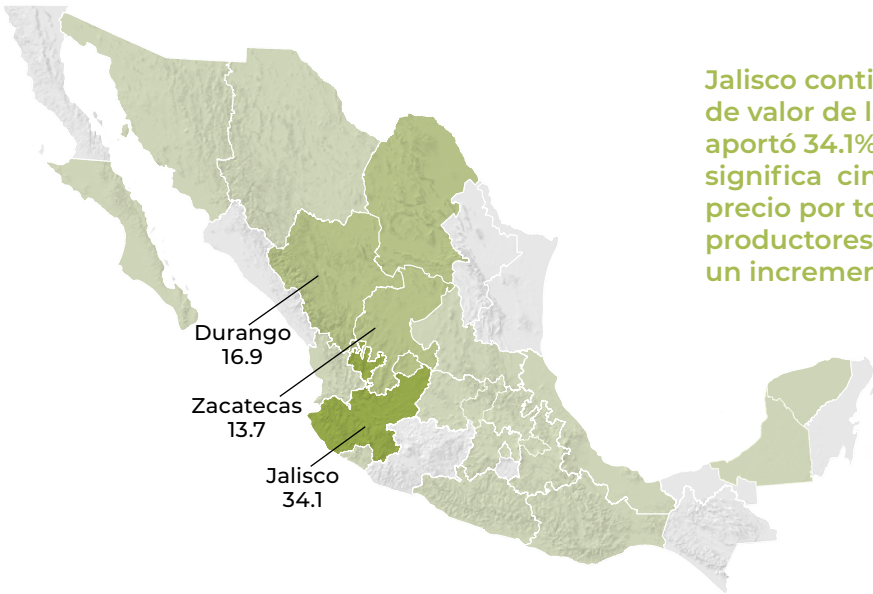 Jalisco conti
de valor de l
aportó 34.1%
significa cin
precio por to
productores
un incremen
Durango
16.9
Zacatecas
13.7
Jalisco
34.1